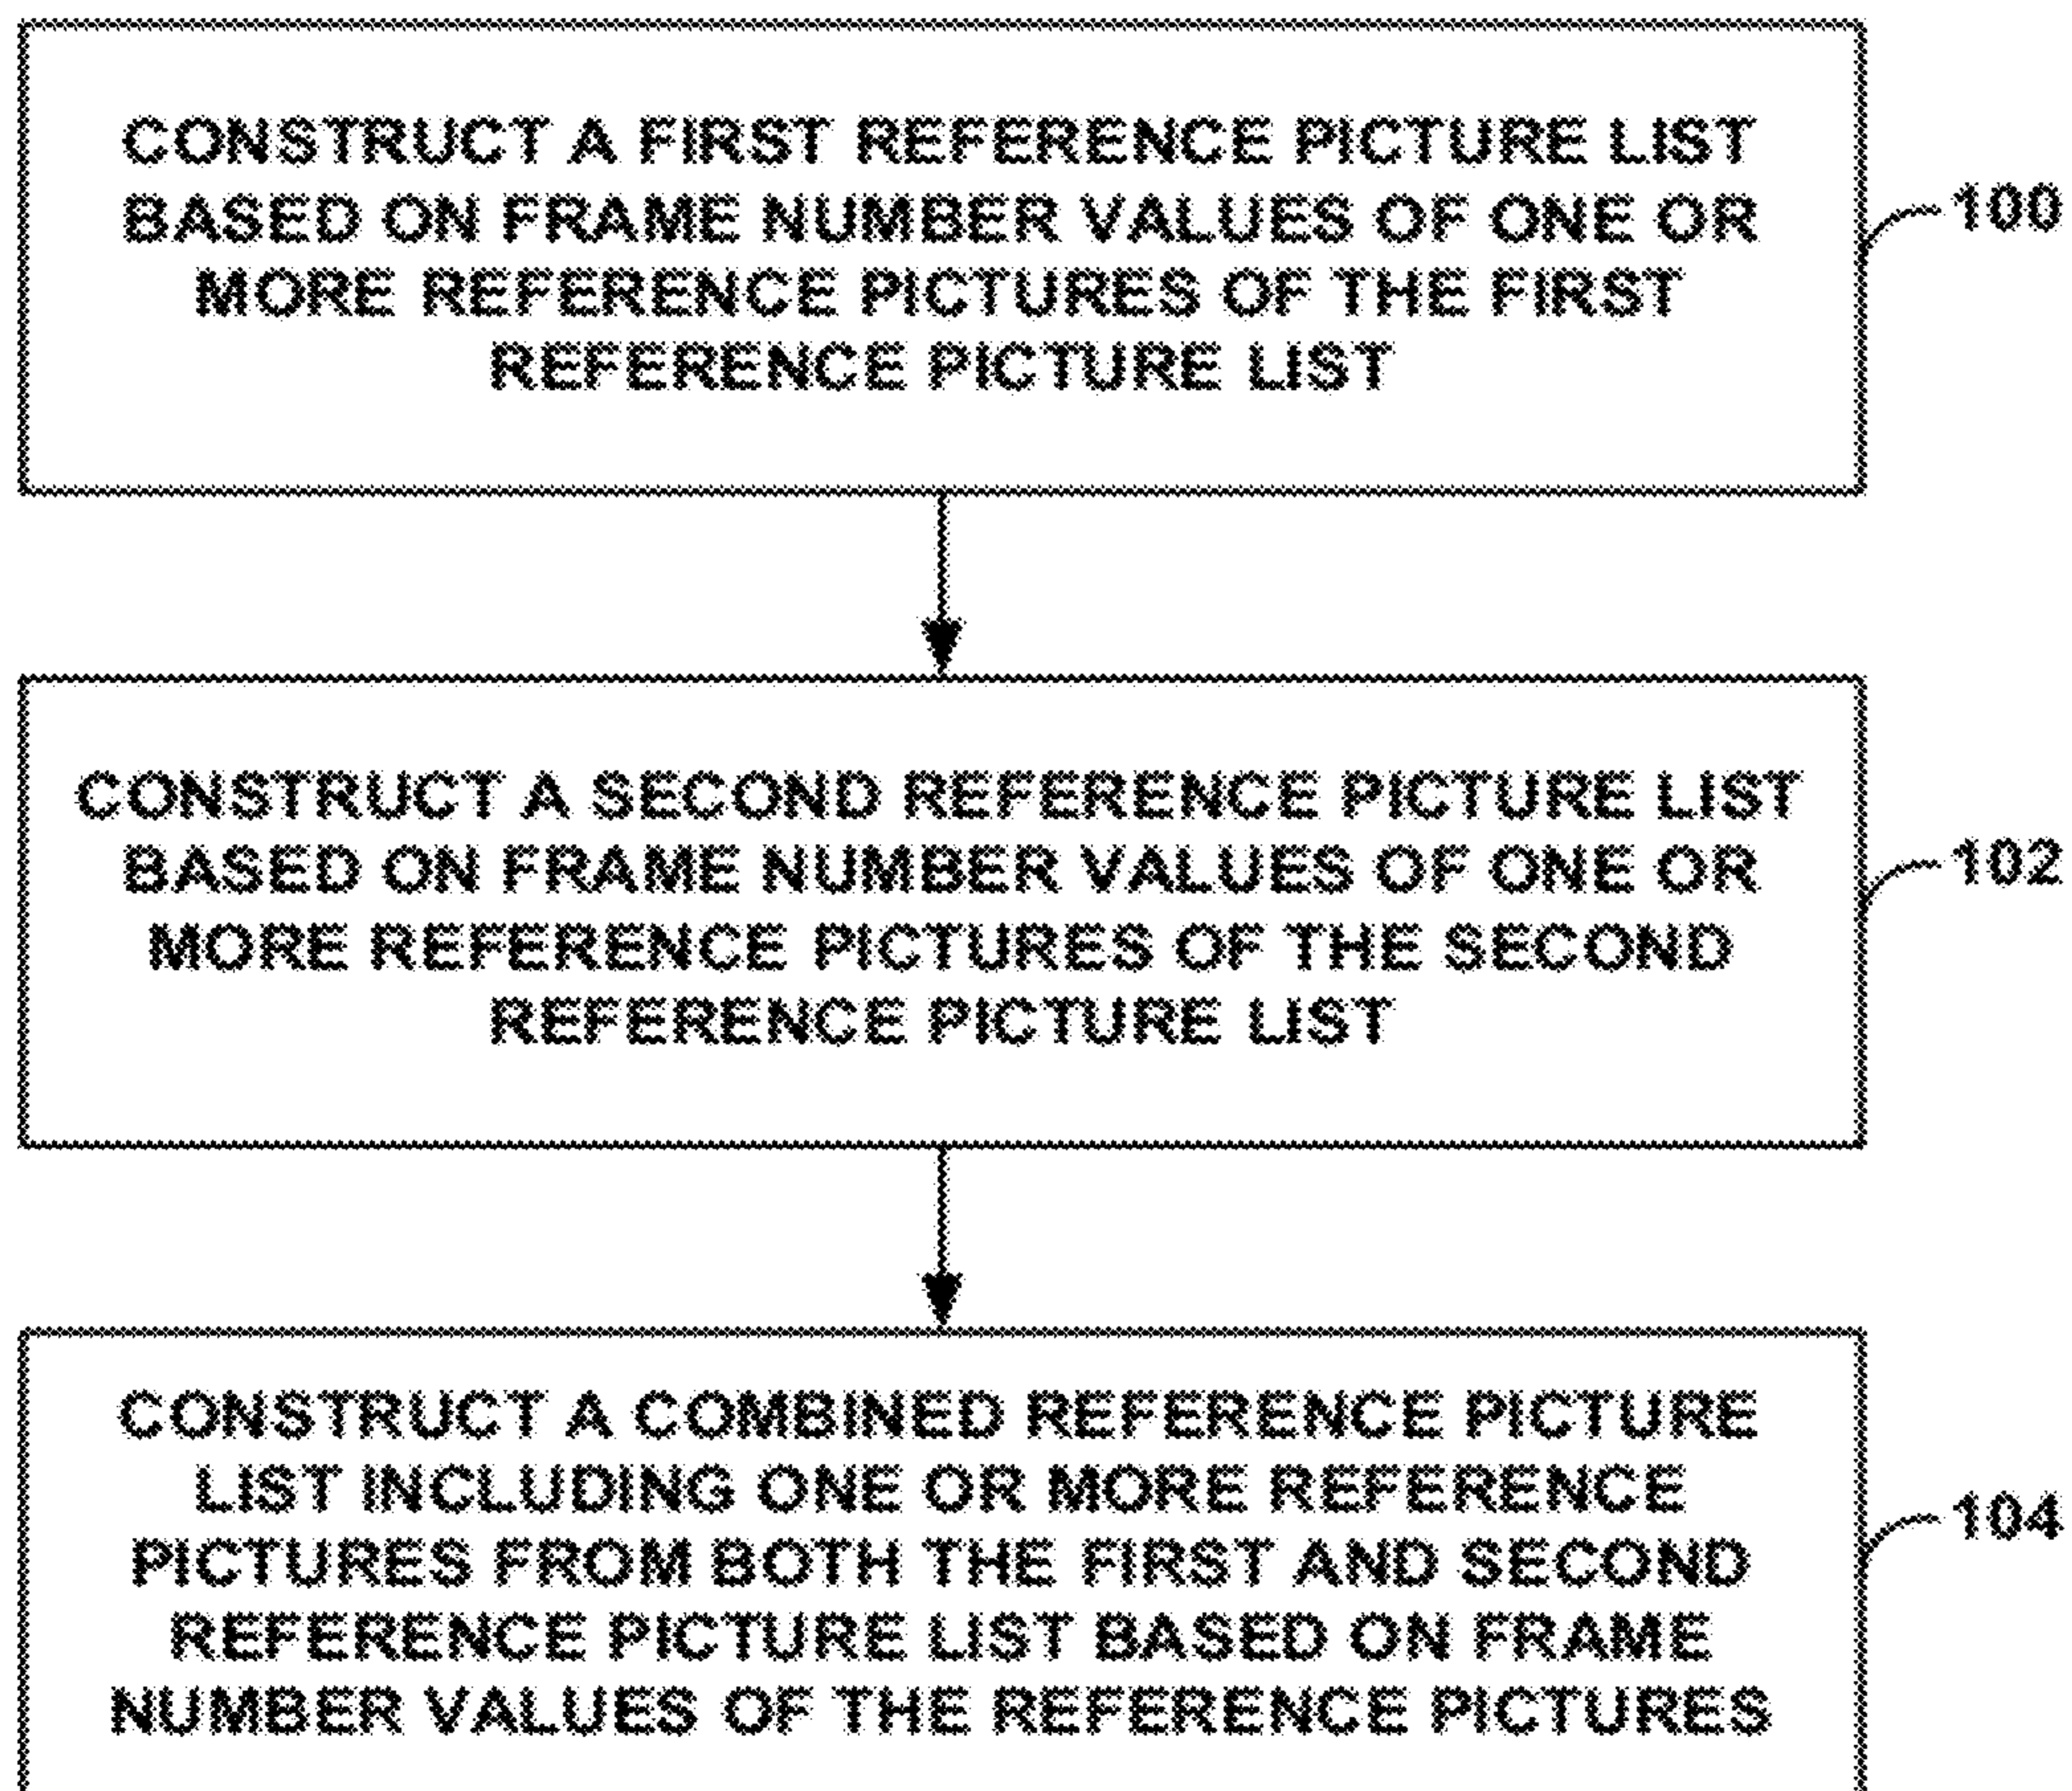 CONSTRUCT A FIRST REFERENCE PICTURE LIST
BASED ON FRAME NUMBER VALUES OF ONE OR
MORE REFERENCE PICTURES OF THE FIRST
REFERENCE PICTURE LIST
100
CONSTRUCT A SECOND REFERENCE PICTURE LIST
BASED ON FRAME NUMBER VALUES OF ONE OR
MORE REFERENCE PICTURES OF THE SECOND
REFERENCE PICTURE LIST
102
CONSTRUCT A COMBINED REFERENCE PICTURE
LIST INCLUDING ONE OR MORE REFERENCE
PICTURES FROM BOTH THE FIRST AND SECOND
REFERENCE PICTURE LIST BASED ON FRAME
NUMBER VALUES OF THE REFERENCE PICTURES
104